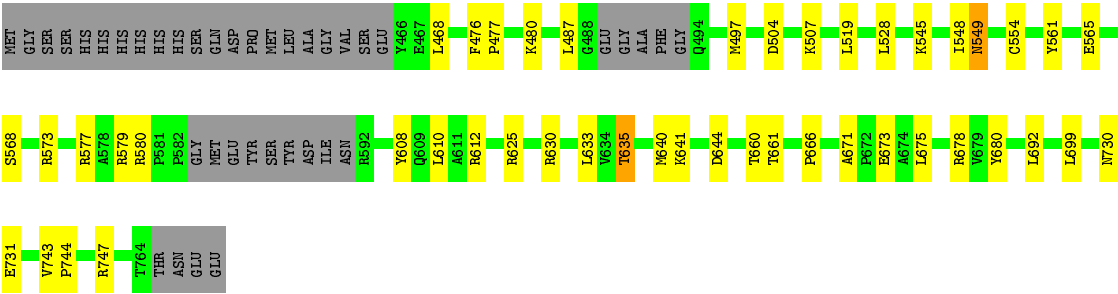 MET GLY SER SER HIS HIS HIS HIS HIS HIS SER GLN ASP PRO MET LEU ALA GLY VAL SER GLU Y466 E467 L468 F476 P477 K480 L487 G488 GLU GLY ALA PHE GLY Q494 M497 D504 K507 L519 L528 K545 I548 N549 C554 Y561 E565
S568 R573 R577 A578 R579 R580 P581 P582 GLY MET GLU TYR SER TYR ASP ILE ASN R592 Y608 Q609 L610 A611 R612 R625 R630 L633 V634 T635 M640 K641 D644 T660 T661 P666 A671 P672 E673 A674 L675 R678 V679 Y680 L692 L699 N730
E731 V743 P744 R747 T764 THR ASN GLU GLU